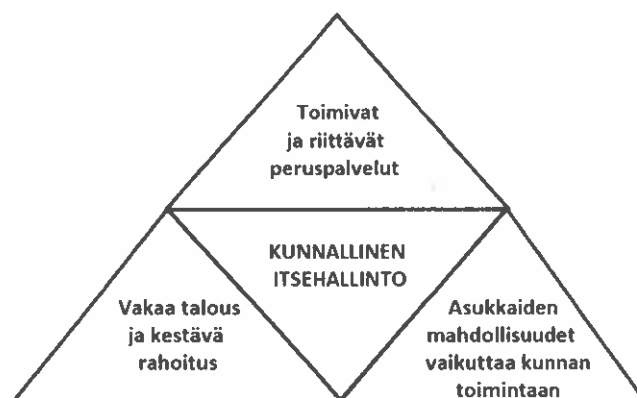 Toimivat
ja riittävät
peruspalvelut
KUNNALLINEN
ITSEHALLINTO
Vakaa talous
ja kestävä
rahoitus
Asukkaiden
mahdollisuudet
vaikuttaa kunnan
toimintaan